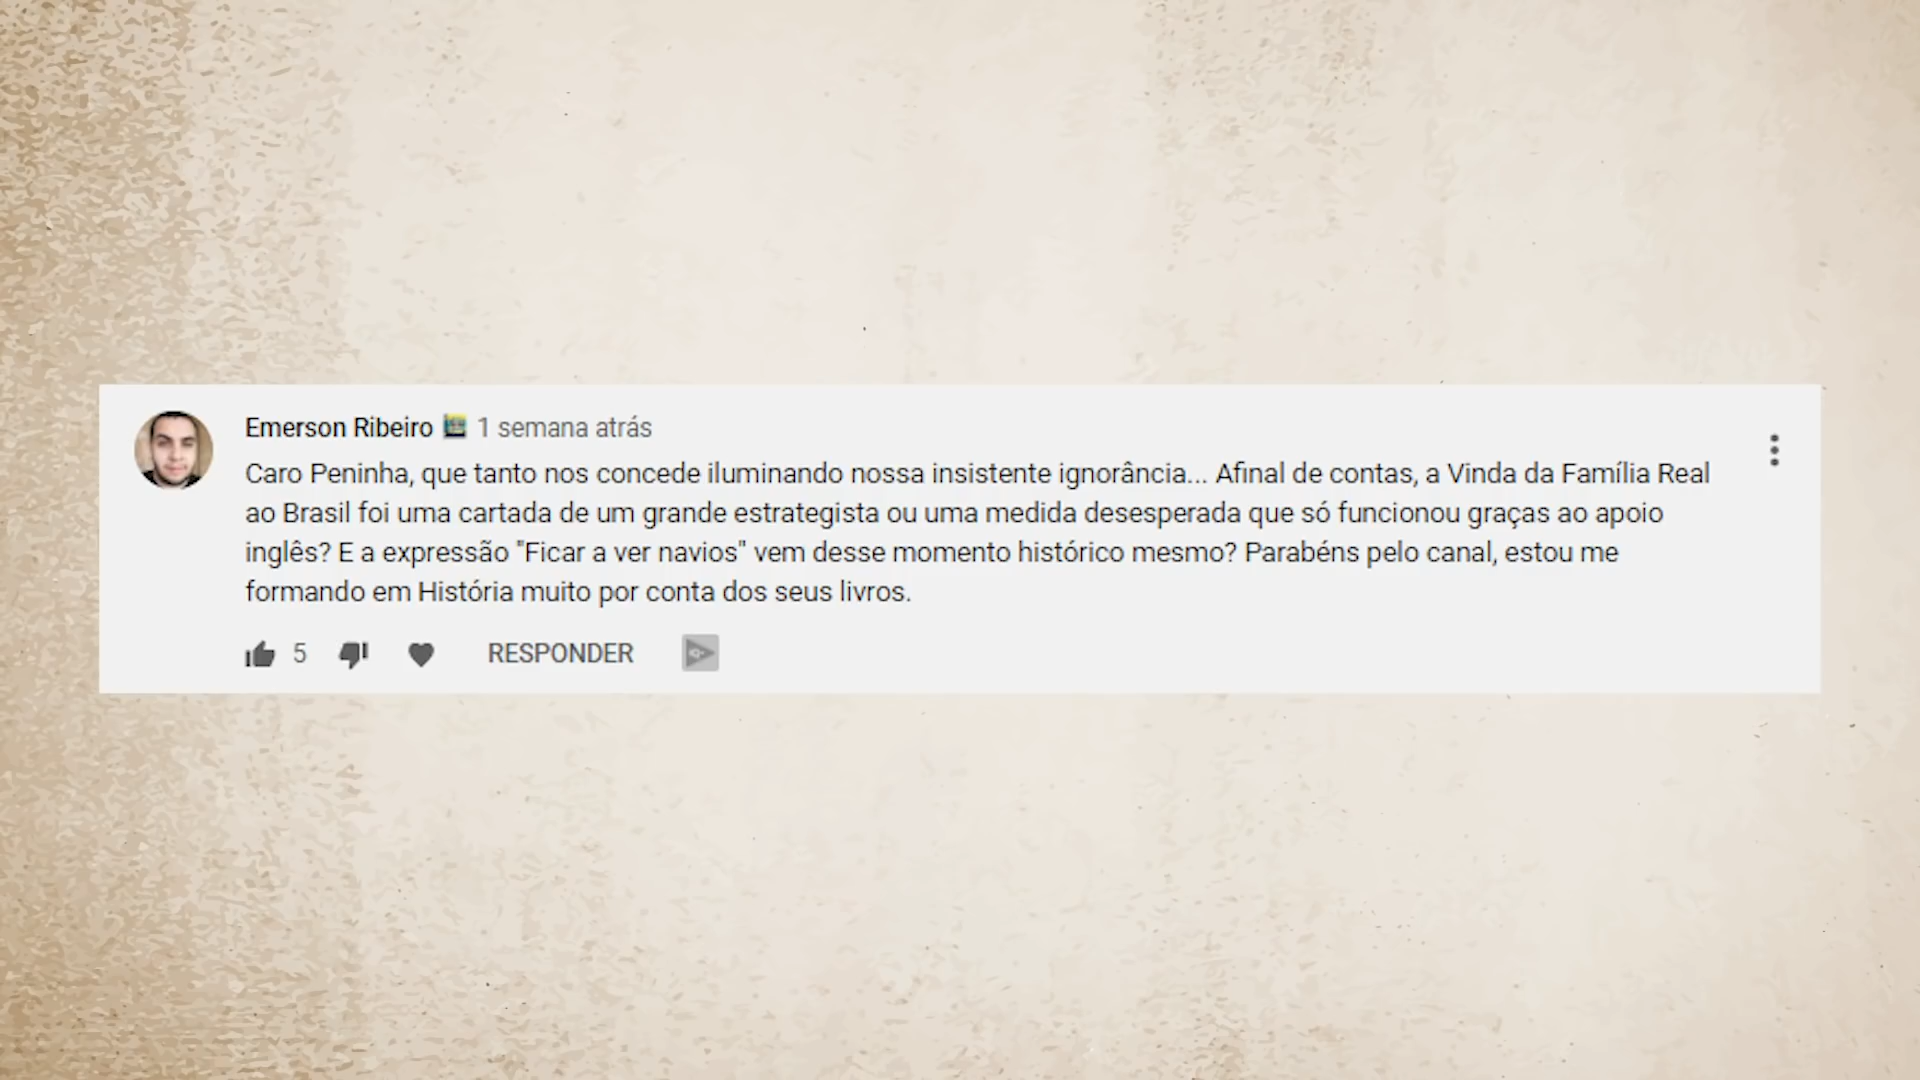 Emerson Ribeiro 1 semana atrás
Caro Peninha, que tanto nos concede iluminando nossa insistente ignorância... Afinal de contas, a Vinda da Família Real
ao Brasil foi uma cartada de um grande estrategista ou uma medida desesperada que só funcionou graças ao apoio
inglês? E a expressão "Ficar a ver navios" vem desse momento histórico mesmo? Parabéns pelo canal, estou me
formando em História muito por conta dos seus livros.
5 RESPONDER